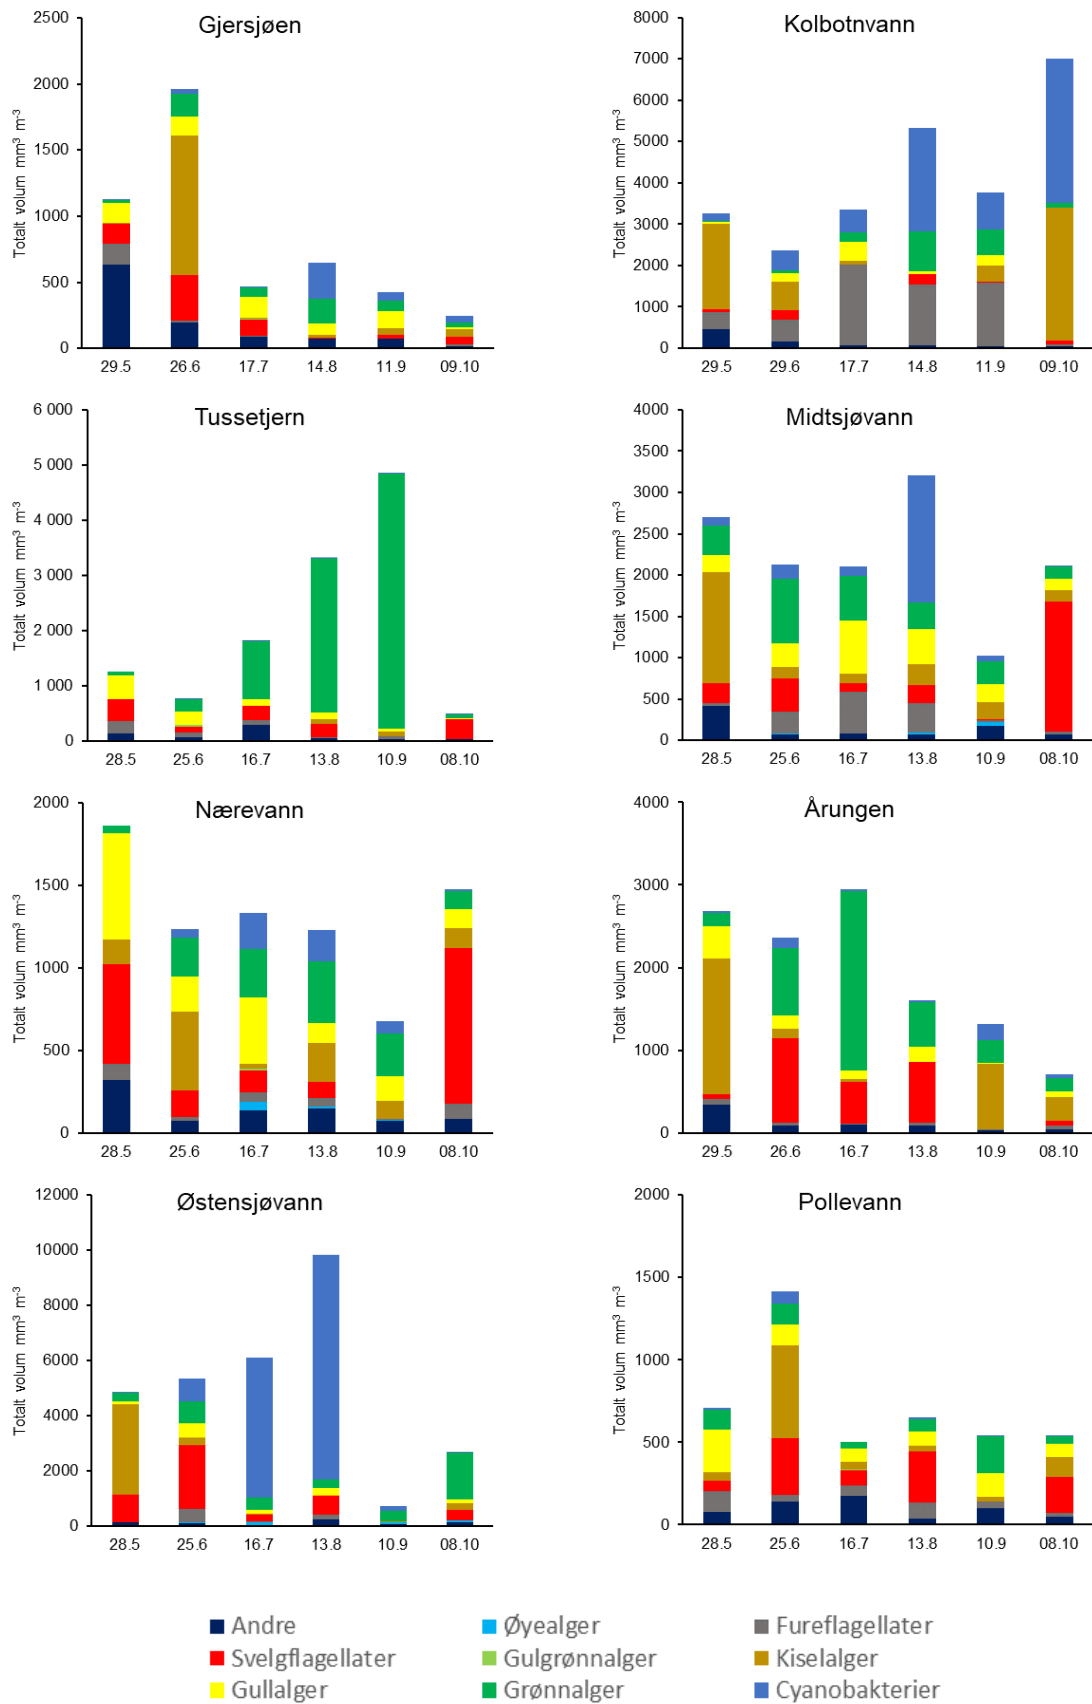 Gjersjøen
Totalt volum mm³ m⁻³
2500
2000
1500
1000
500
0
29.5 26.6 17.7 14.8 11.9 09.10
Kolbotnvann
Totalt volum mm³ m⁻³
8000
7000
6000
5000
4000
3000
2000
1000
0
29.5 29.6 17.7 14.8 11.9 09.10
Tussetjern
Totalt volum mm³ m⁻³
6 000
5 000
4 000
3 000
2 000
1 000
0
28.5 25.6 16.7 13.8 10.9 08.10
Midtsjøvann
Totalt volum mm³ m⁻³
4000
3500
3000
2500
2000
1500
1000
500
0
28.5 25.6 16.7 13.8 10.9 08.10
Nærevann
Totalt volum mm³ m⁻³
2000
1500
1000
500
0
28.5 25.6 16.7 13.8 10.9 08.10
Årungen
Totalt volum mm³ m⁻³
4000
3000
2000
1000
0
29.5 26.6 16.7 13.8 10.9 08.10
Østensjøvann
Totalt volum mm³ m⁻³
12000
10000
8000
6000
4000
2000
0
28.5 25.6 16.7 13.8 10.9 08.10
Pollevann
Totalt volum mm³ m⁻³
2000
1500
1000
500
0
28.5 25.6 16.7 13.8 10.9 08.10
Andre Øyealger Fureflagellater
Svelgflagellater Gulgrønnalger Kiselalger
Gullalger Grønnalger Cyanobakterier